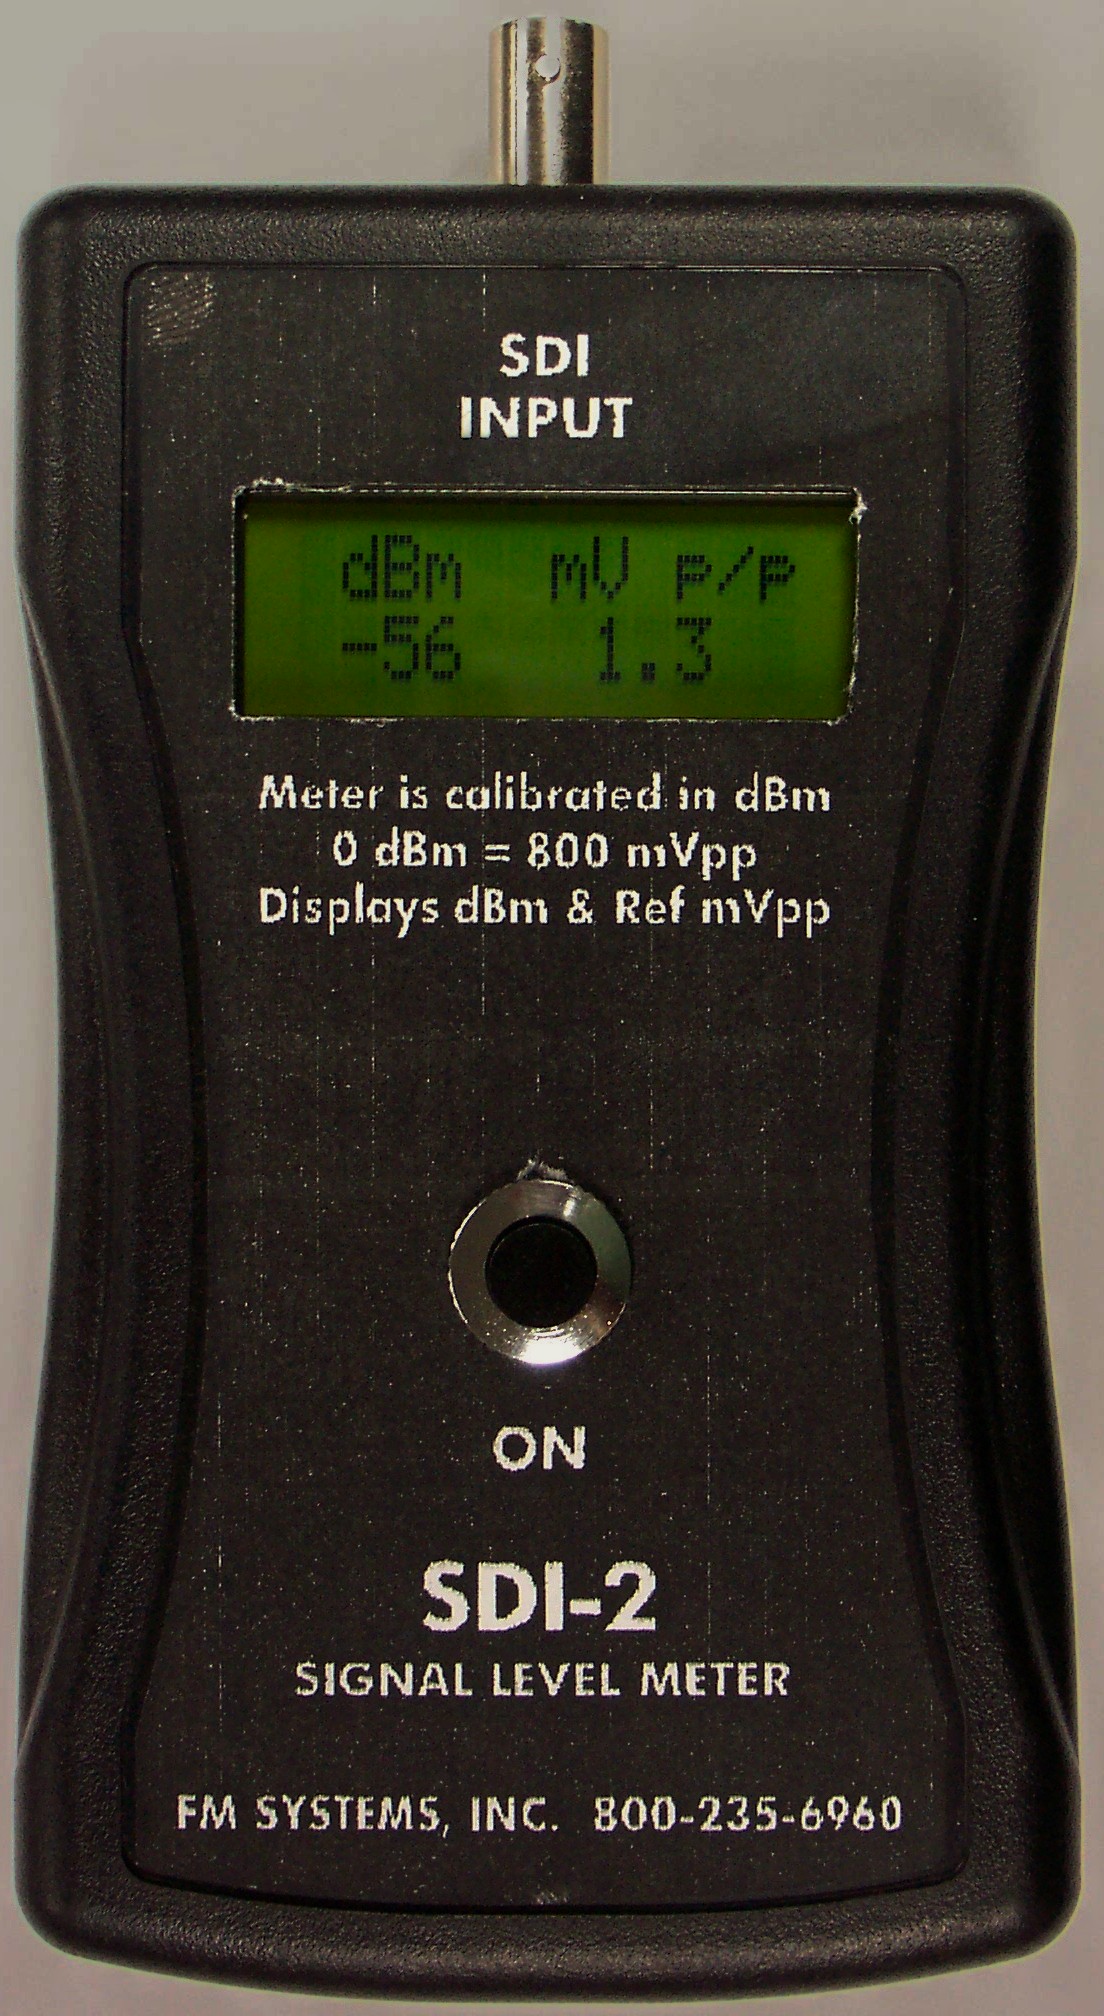 SDI
INPUT
dBm mV p/p
-56 1.3
Meter is calibrated in dBm
0 dBm = 800 mVpp
Displays dBm & Ref mVpp
ON
SDI-2
SIGNAL LEVEL METER
FM SYSTEMS, INC. 800-235-6960